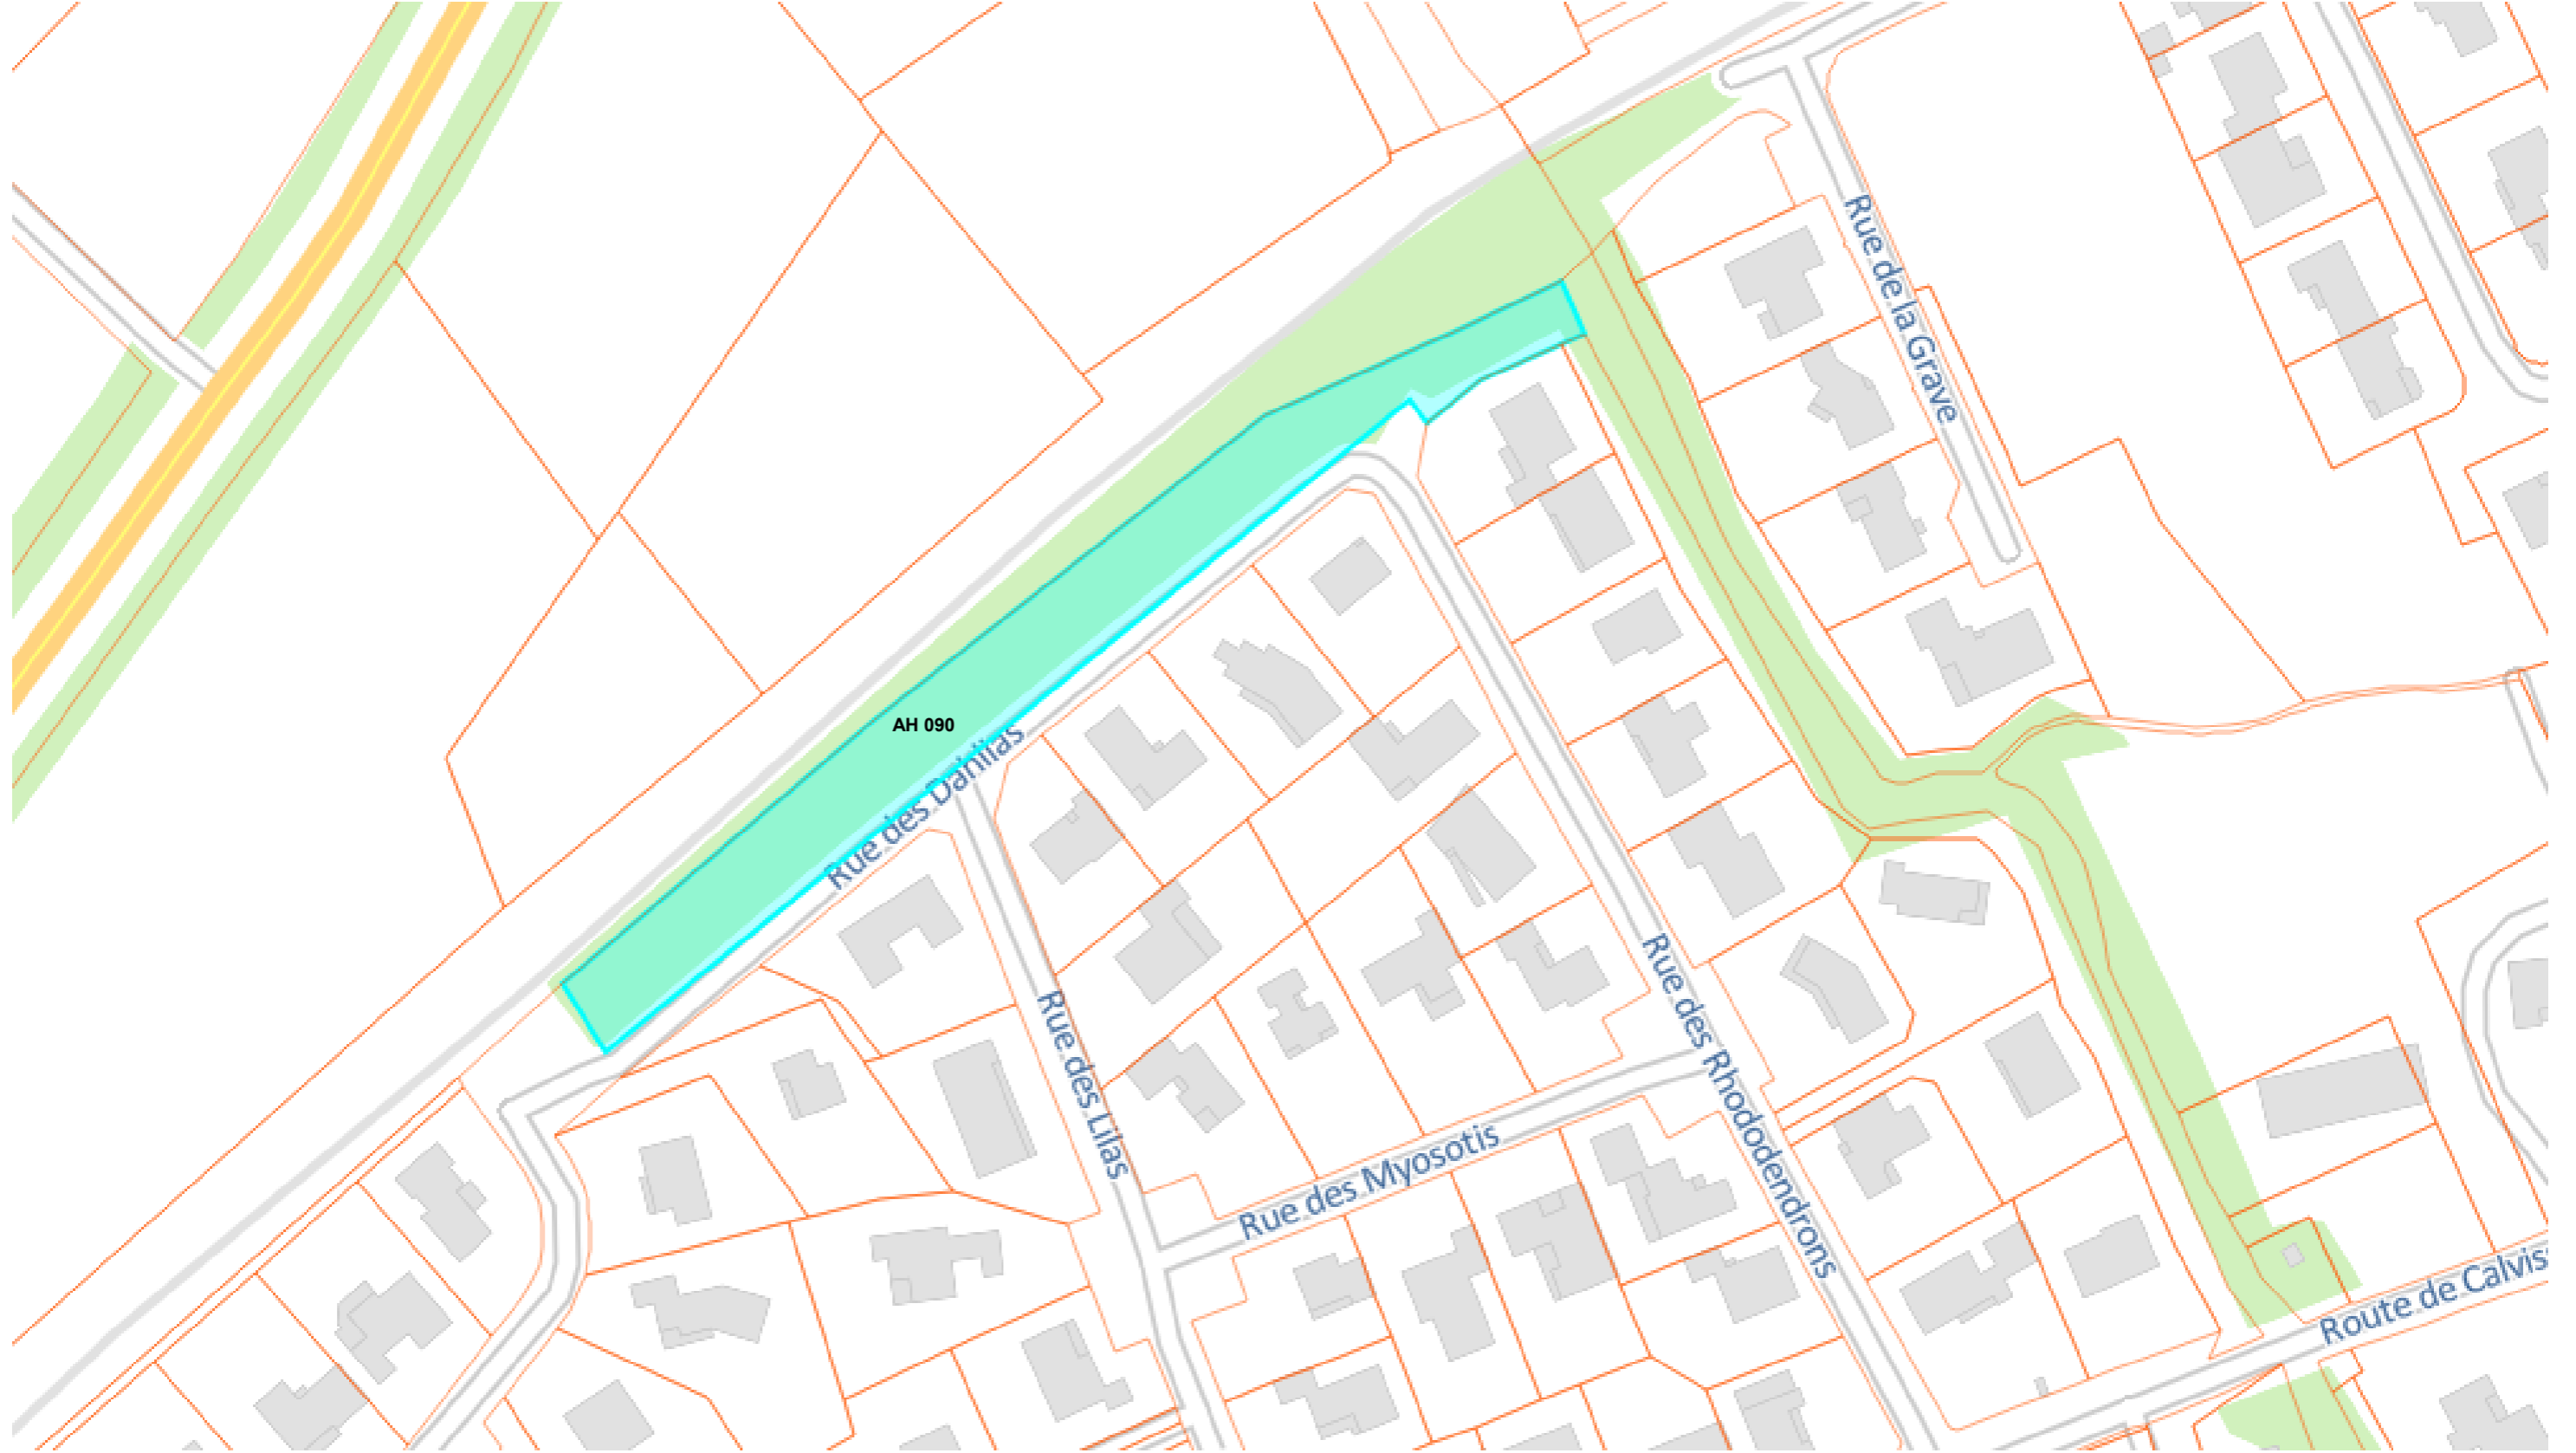 Rue de la Grave
AH 090
Rue des Dahlias
Rue des Lilas
Rue des Rhododendrons
Rue des Myosotis
Route de Calvis